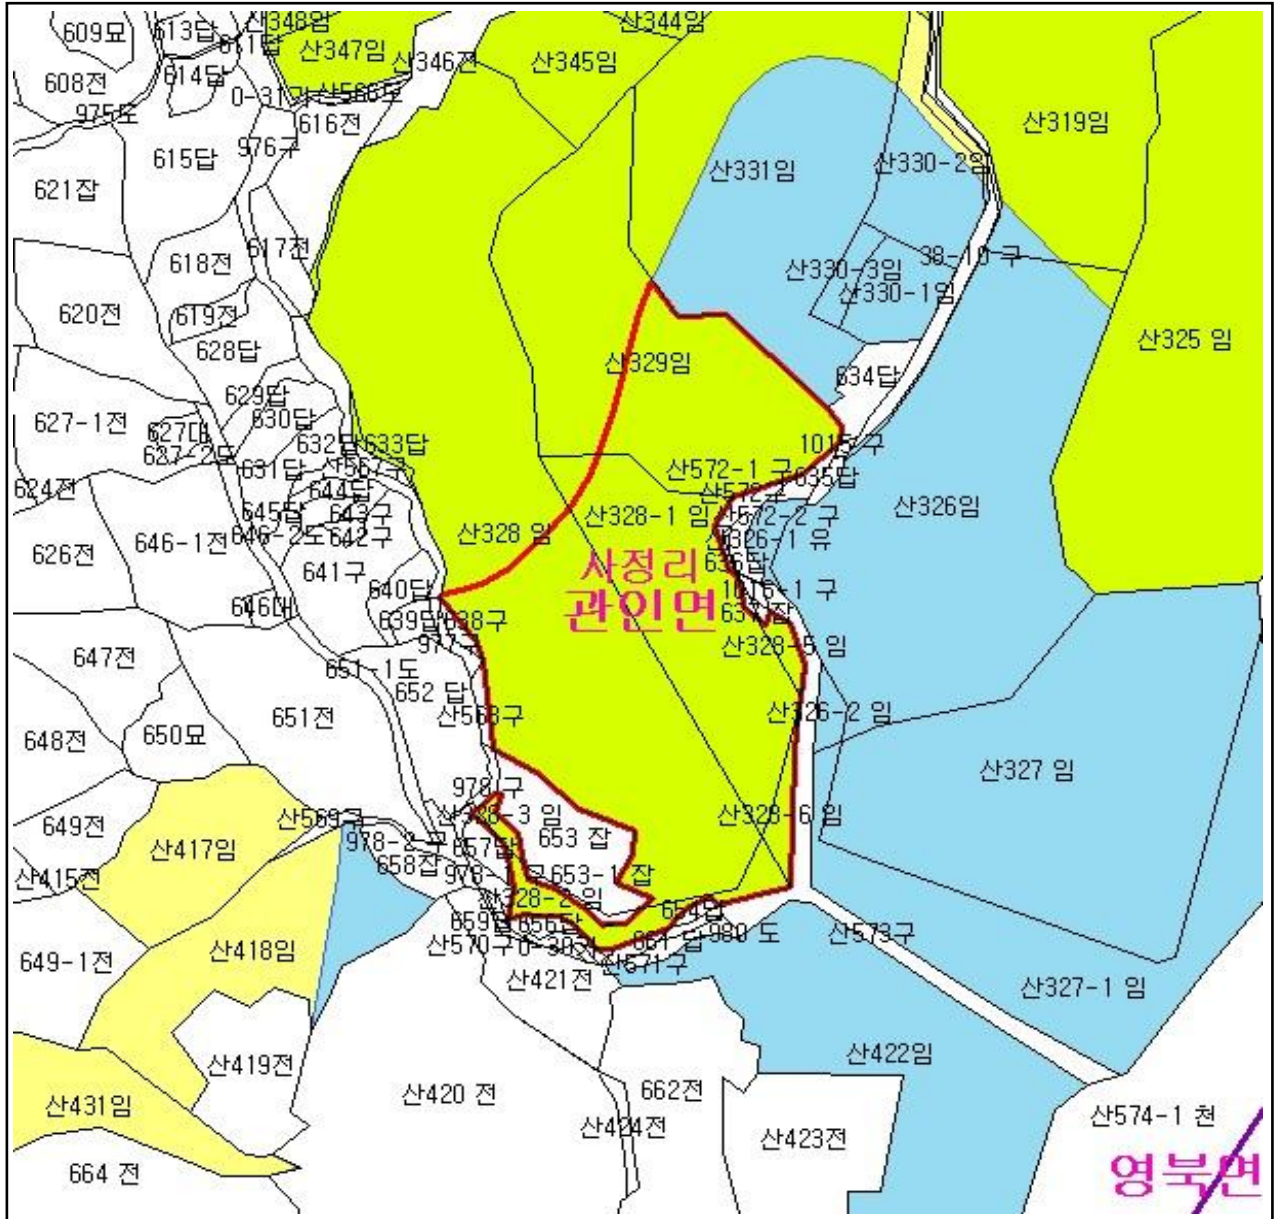 산348임
산344임
609묘
613답
611답
산347임
산346전
산345임
608전
614답
산566도
975도
616전
산319임
615답
976구
산331임
산330-2임
621잡
617전
618전
38-10 구
산330-3임
산330-1임
620전
619전
628답
산329임
산325 임
634답
629답
627-1전
630답
627대
632답
633답
1015 구
627-2도
631답
산567구
산572-1 구
635답
624전
644답
산572구
645답
643구
산328-1 임
산572-2 구
산326임
626전
646-1전
646-2도
642구
산328 임
산326-1 유
636답
사정리
641구
640답
1016-1 구
관인면
646대
639답
638구
637잡
977구
산328-5 임
647전
651-1도
652 답
651전
산568구
산326-2 임
648전
650묘
산327 임
978 구
649전
산569구
산328-3 임
산328-6 임
978-2 구
653 잡
산417임
657답
658잡
산415전
653-1 잡
산328-2 임
654답
659답
656답
산418임
산570구
661 답
980 도
산573구
649-1전
산571구
산421전
산327-1 임
산419전
산422임
산420 전
662전
산431임
산424전
산423전
산574-1 천
664 전
영북면